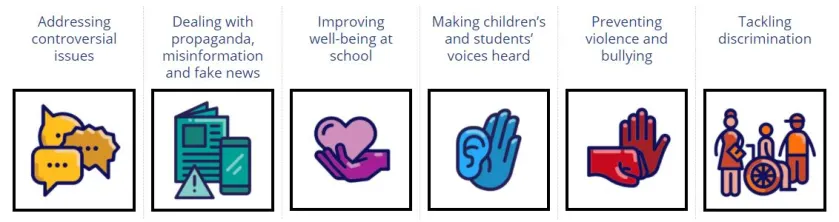 Addressing
controversial
issues
Dealing with
propaganda,
misinformation
and fake news
Improving
well-being at
school
Making children's
and students'
voices heard
Preventing
violence and
bullying
Tackling
discrimination